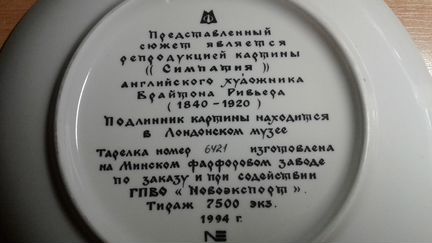 Представленный
сюжет является
репродукцией картины
(( Симпатия ))
английского художника
Брайтона Ривьера
( 1840 - 1920 )
Подлинник картины находится
в Лондонском музее
Тарелка номер 6421 изготовлена
на Минском фарфоровом заводе
по заказу и при содействии
ГПВО « Новоэкспорт ».
Тираж 7500 экз.
1994 г.